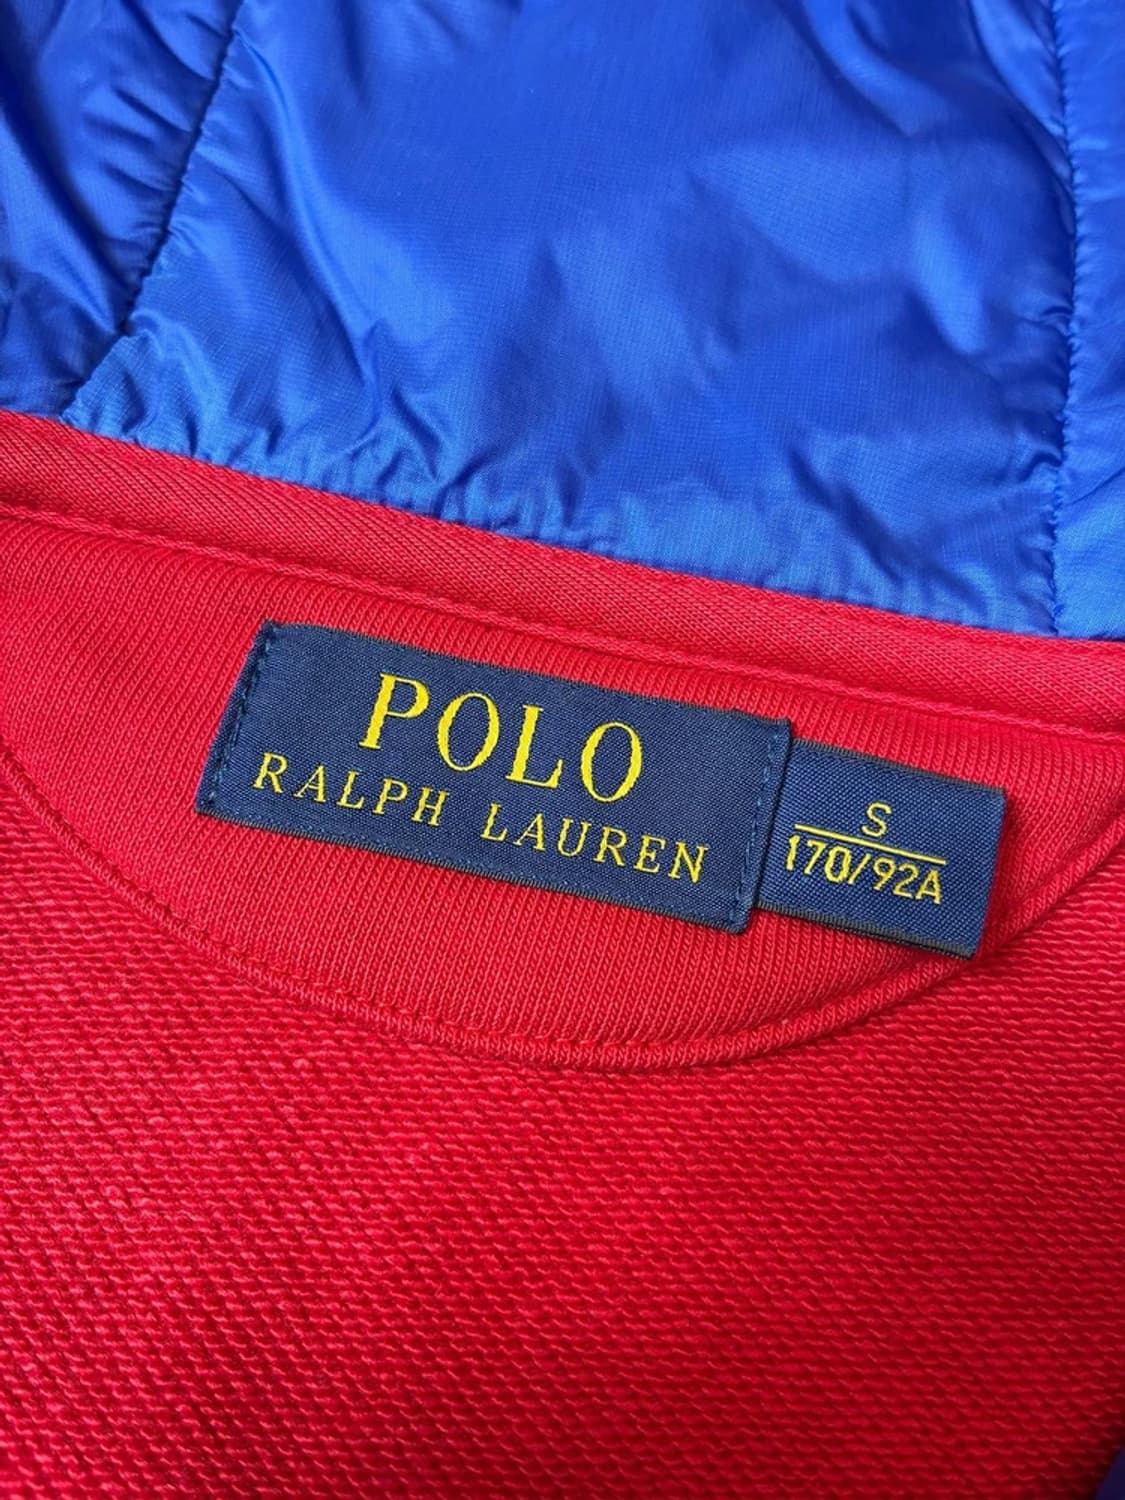 POLO
RALPH LAUREN
S
170/92A